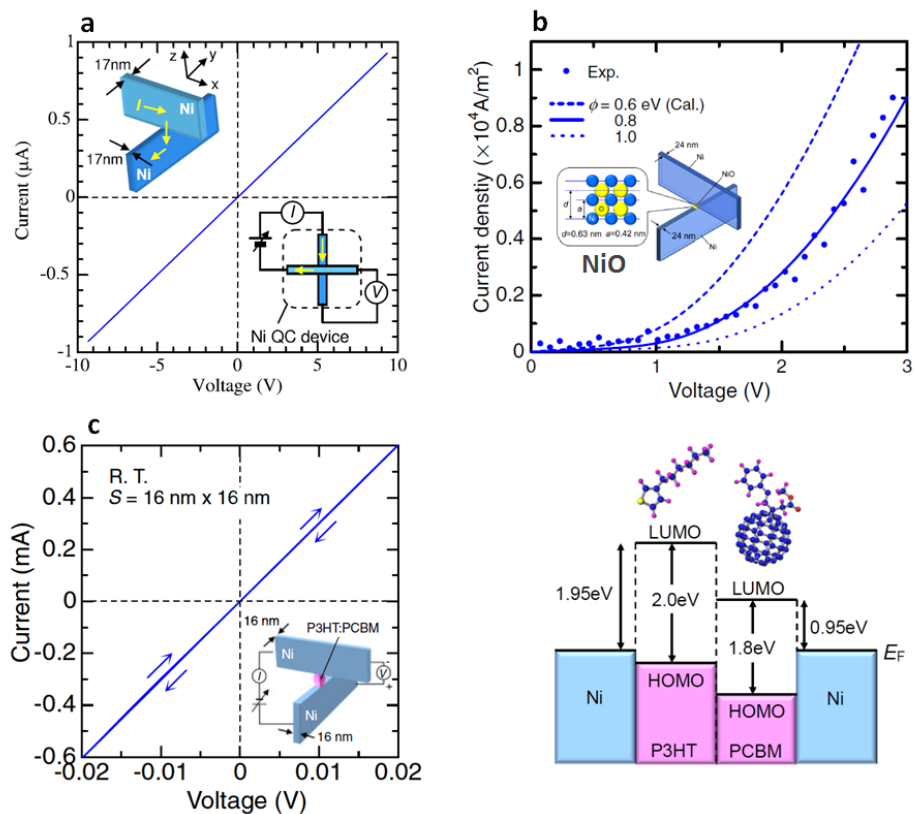 a
1
0.5
0
-0.5
-1
-10
-5
0
5
10
Current (μA)
Voltage (V)
17nm
z
y
x
Ni
I
17nm
Ni
I
V
Ni QC device
b
1
0.8
0.6
0.4
0.2
0
0
1
2
3
Current denstiy (×10⁴A/m²)
Voltage (V)
Exp.
ϕ = 0.6 eV (Cal.)
0.8
1.0
24 nm
Ni
NiO
d
a
O
Ni
d=0.63 nm a=0.42 nm
24 nm
Ni
NiO
c
0.6
0.4
0.2
0
-0.2
-0.4
-0.6
-0.02
-0.01
0
0.01
0.02
Current (mA)
Voltage (V)
R. T.
S = 16 nm x 16 nm
P3HT:PCBM
16 nm
Ni
I
-
V
+
Ni
16 nm
LUMO
1.95eV
2.0eV
LUMO
1.8eV
0.95eV
EF
Ni
HOMO
HOMO
Ni
P3HT
PCBM